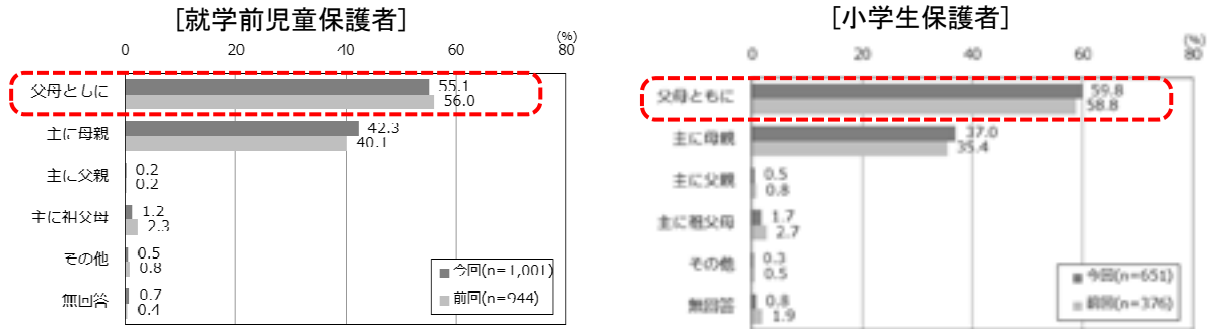 [就学前児童保護者]
(%)
0 20 40 60 80
父母ともに 55.1
56.0
主に母親 42.3
40.1
主に父親 0.2
0.2
主に祖父母 1.2
2.3
その他 0.5
0.8
無回答 0.7
0.4
今回(n=1,001)
前回(n=944)
[小学生保護者]
(%)
0 20 40 60 80
父母ともに 59.8
58.8
主に母親 37.0
35.4
主に父親 0.5
0.8
主に祖父母 1.7
2.7
その他 0.3
0.5
無回答 0.8
1.9
今回(n=651)
前回(n=376)